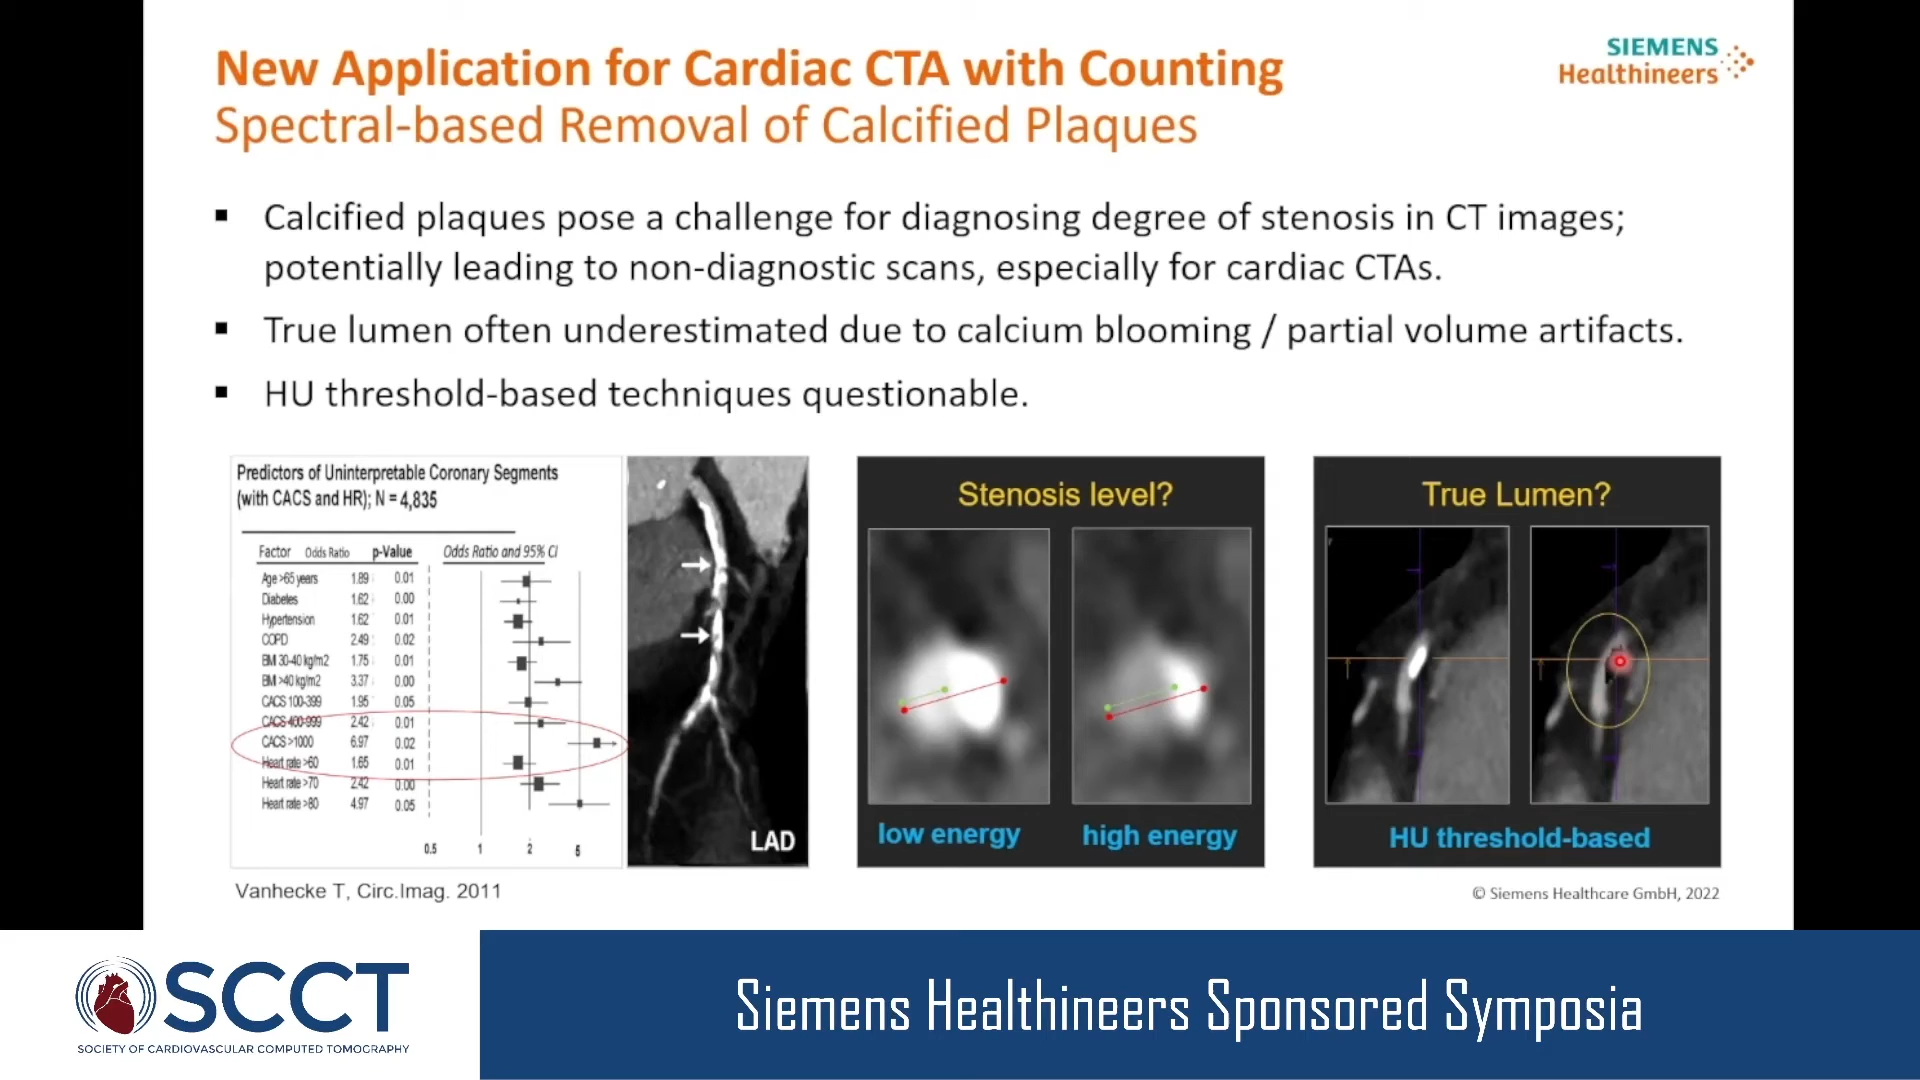 New Application for Cardiac CTA with Counting
Spectral-based Removal of Calcified Plaques
SIEMENS
Healthineers
▪ Calcified plaques pose a challenge for diagnosing degree of stenosis in CT images;
potentially leading to non-diagnostic scans, especially for cardiac CTAs.
▪ True lumen often underestimated due to calcium blooming / partial volume artifacts.
▪ HU threshold-based techniques questionable.
Predictors of Uninterpretable Coronary Segments
(with CACS and HR); N = 4,835
Factor Odds Ratio p-Value Odds Ratio and 95% CI
Age >65 years 1.89 0.01
Diabetes 1.62 0.00
Hypertension 1.62 0.01
COPD 2.49 0.02
BMI 30-40 kg/m2 1.75 0.01
BMI >40 kg/m2 3.37 0.00
CACS 100-399 1.95 0.05
CACS 400-999 2.42 0.01
CACS >1000 6.97 0.02
Heart rate >60 1.65 0.01
Heart rate >70 2.42 0.00
Heart rate >80 4.97 0.05
0.5 1 2 5
LAD
Stenosis level?
low energy high energy
True Lumen?
HU threshold-based
Vanhecke T, Circ.Imag. 2011
© Siemens Healthcare GmbH, 2022
SCCT
SOCIETY OF CARDIOVASCULAR COMPUTED TOMOGRAPHY
Siemens Healthineers Sponsored Symposia